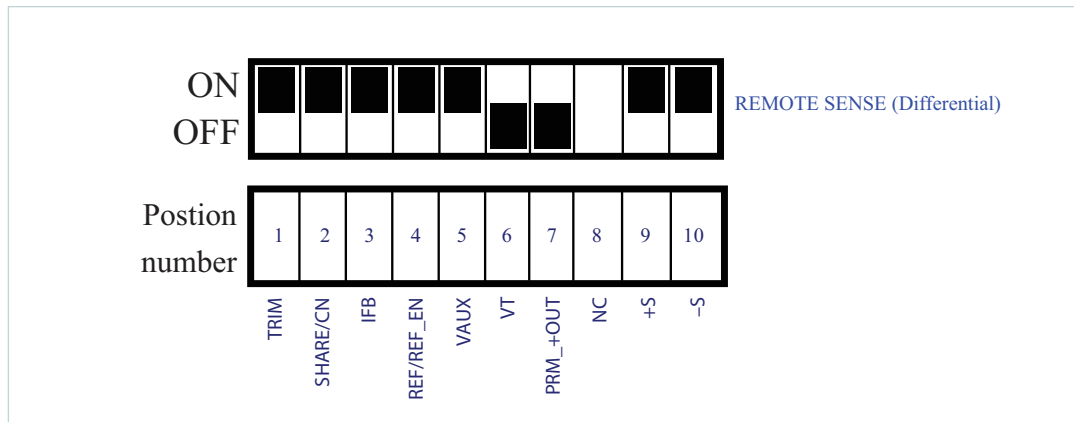 ON
OFF
REMOTE SENSE (Differential)
Postion
number
1 2 3 4 5 6 7 8 9 10
TRIM
SHARE/CN
IFB
REF/REF_EN
VAUX
VT
PRM_+OUT
NC
+S
–S